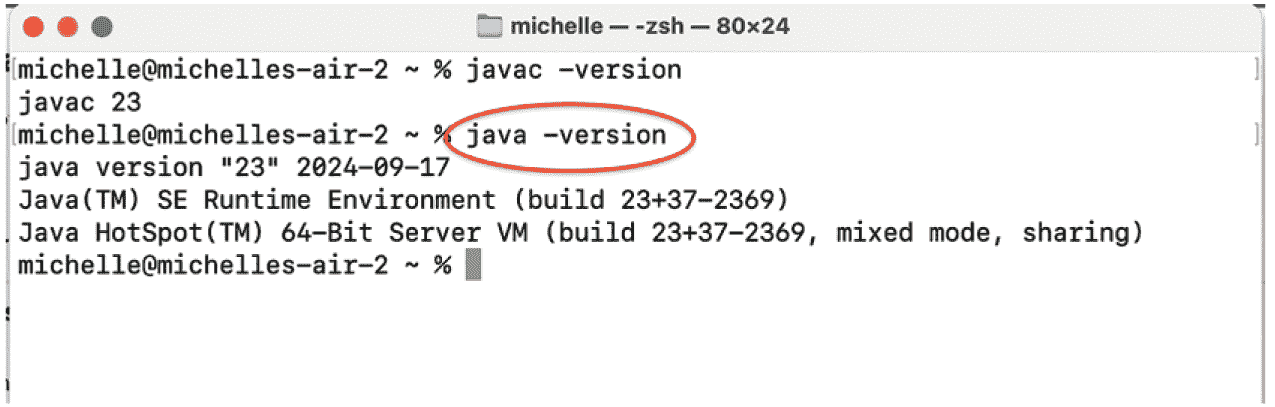 michelle — -zsh — 80×24
michelle@michelles-air-2 ~ % javac -version
javac 23
michelle@michelles-air-2 ~ % java -version
java version "23" 2024-09-17
Java(TM) SE Runtime Environment (build 23+37-2369)
Java HotSpot(TM) 64-Bit Server VM (build 23+37-2369, mixed mode, sharing)
michelle@michelles-air-2 ~ %